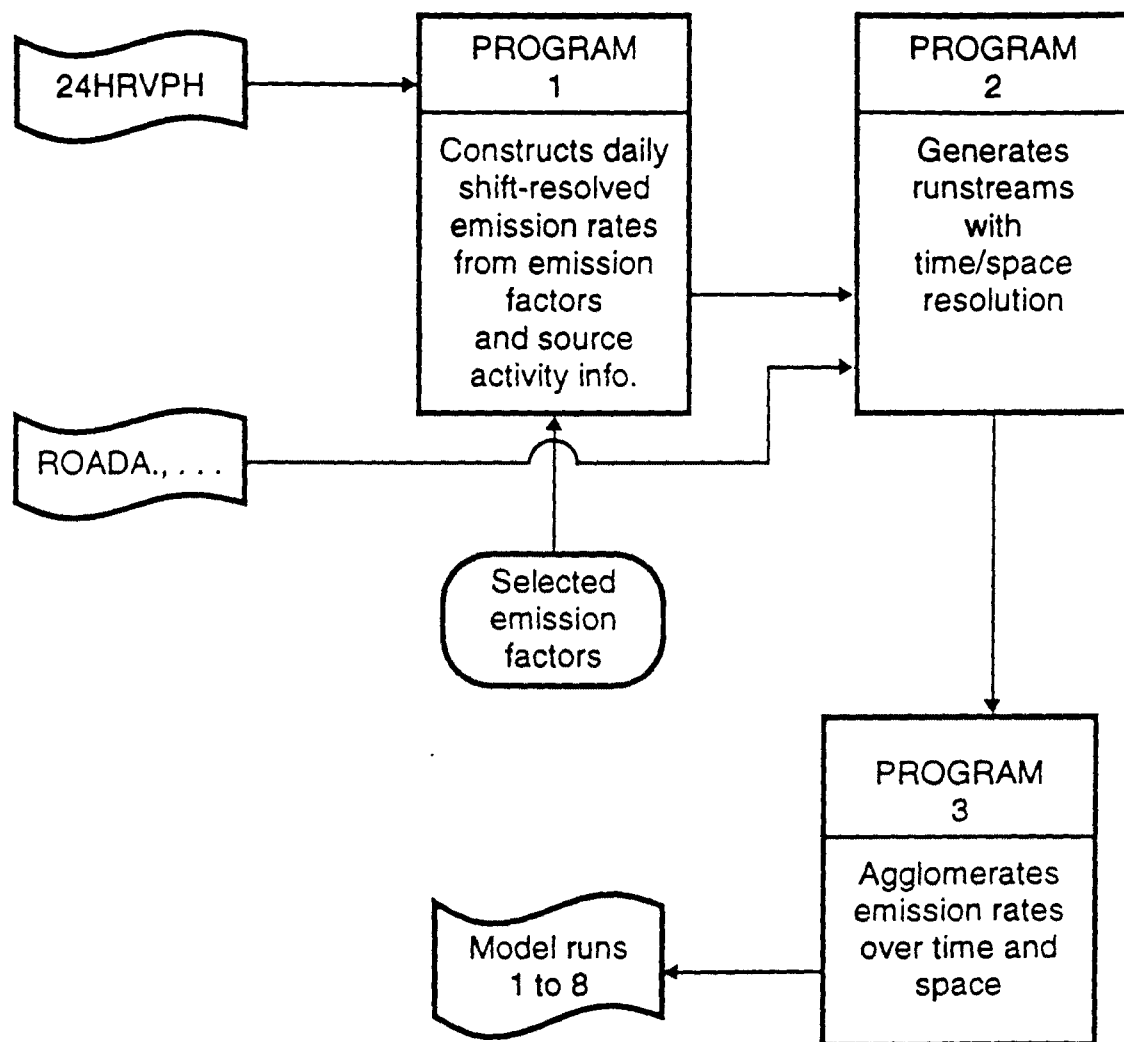 24HRVPH
PROGRAM
1
Constructs daily
shift-resolved
emission rates
from emission
factors
and source
activity info.
PROGRAM
2
Generates
runstreams
with
time/space
resolution
ROADA., . . .
Selected
emission
factors
PROGRAM
3
Agglomerates
emission rates
over time and
space
Model runs
1 to 8